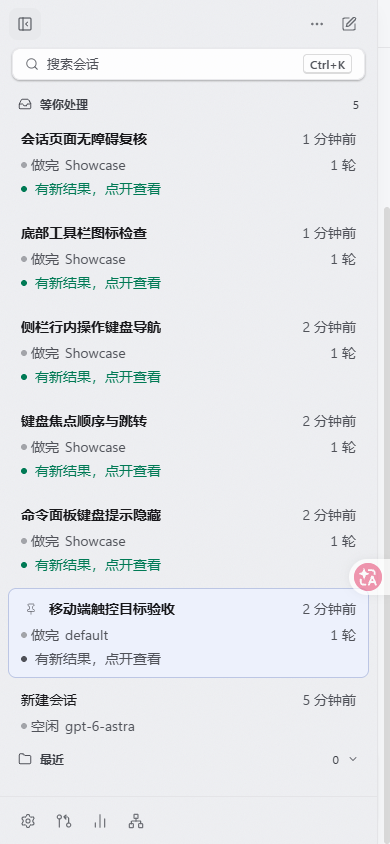 搜索会话 Ctrl+K
等你处理 5
会话页面无障碍复核 1 分钟前
做完 Showcase 1 轮
有新结果，点开查看
底部工具栏图标检查 1 分钟前
做完 Showcase 1 轮
有新结果，点开查看
侧栏行内操作键盘导航 2 分钟前
做完 Showcase 1 轮
有新结果，点开查看
键盘焦点顺序与跳转 2 分钟前
做完 Showcase 1 轮
有新结果，点开查看
命令面板键盘提示隐藏 2 分钟前
做完 Showcase 1 轮
有新结果，点开查看
移动端触控目标验收 2 分钟前
做完 default 1 轮
有新结果，点开查看
新建会话 5 分钟前
空闲 gpt-6-astra
最近 0